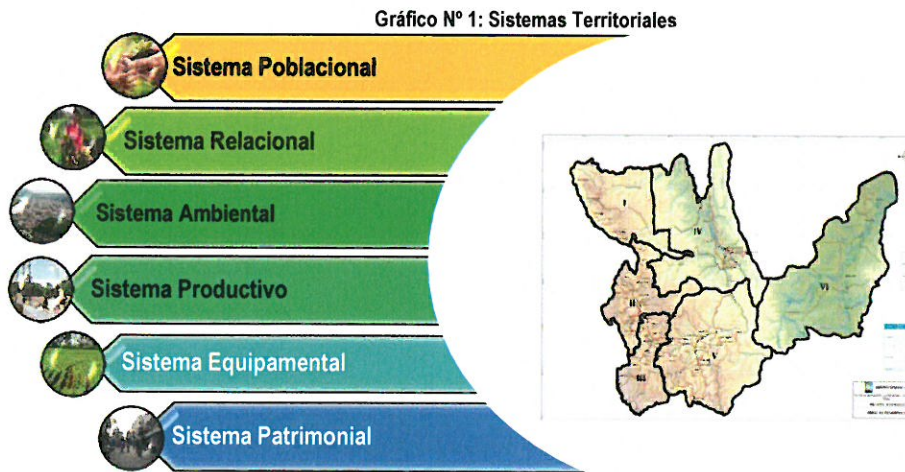 Gráfico Nº 1: Sistemas Territoriales
Sistema Poblacional
Sistema Relacional
Sistema Ambiental
Sistema Productivo
Sistema Equipamental
Sistema Patrimonial
I
IV
II
VI
V
III